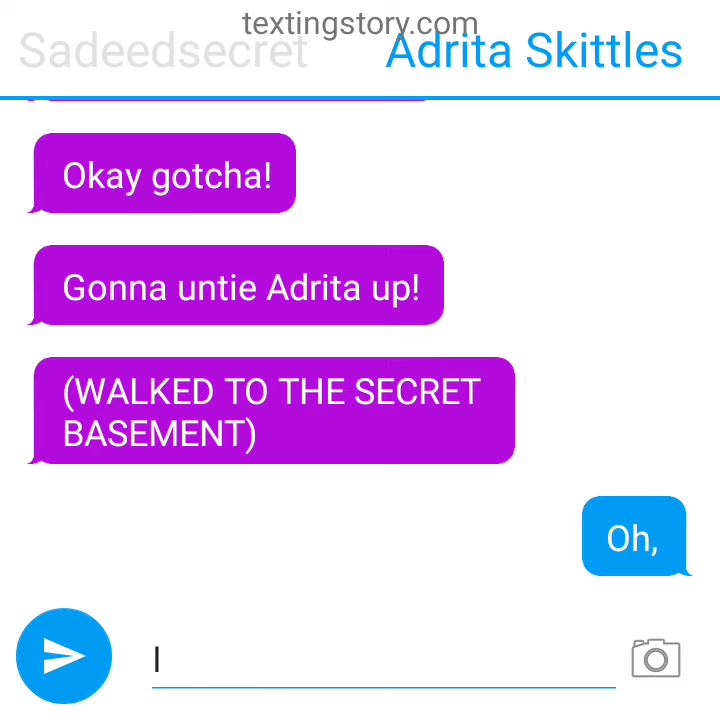 textingstory.com
Sadeedsecret
Adrita Skittles
Okay gotcha!
Gonna untie Adrita up!
(WALKED TO THE SECRET
BASEMENT)
Oh,